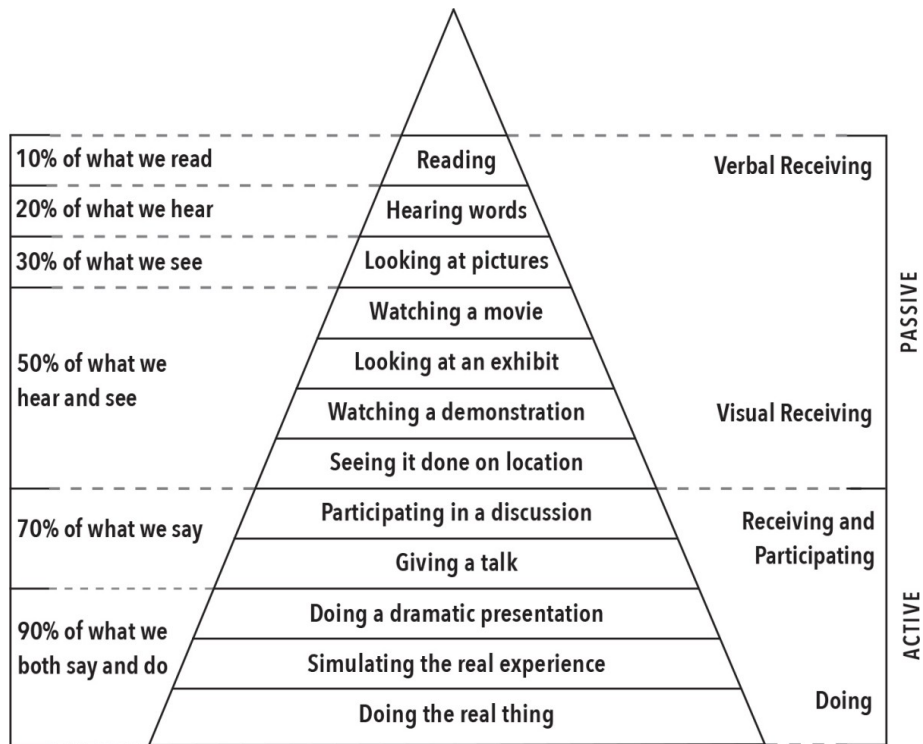 10% of what we read
Reading
Verbal Receiving
20% of what we hear
Hearing words
30% of what we see
Looking at pictures
Watching a movie
50% of what we
hear and see
Looking at an exhibit
Watching a demonstration
Visual Receiving
Seeing it done on location
PASSIVE
70% of what we say
Participating in a discussion
Giving a talk
Receiving and
Participating
90% of what we
both say and do
Doing a dramatic presentation
Simulating the real experience
Doing the real thing
Doing
ACTIVE